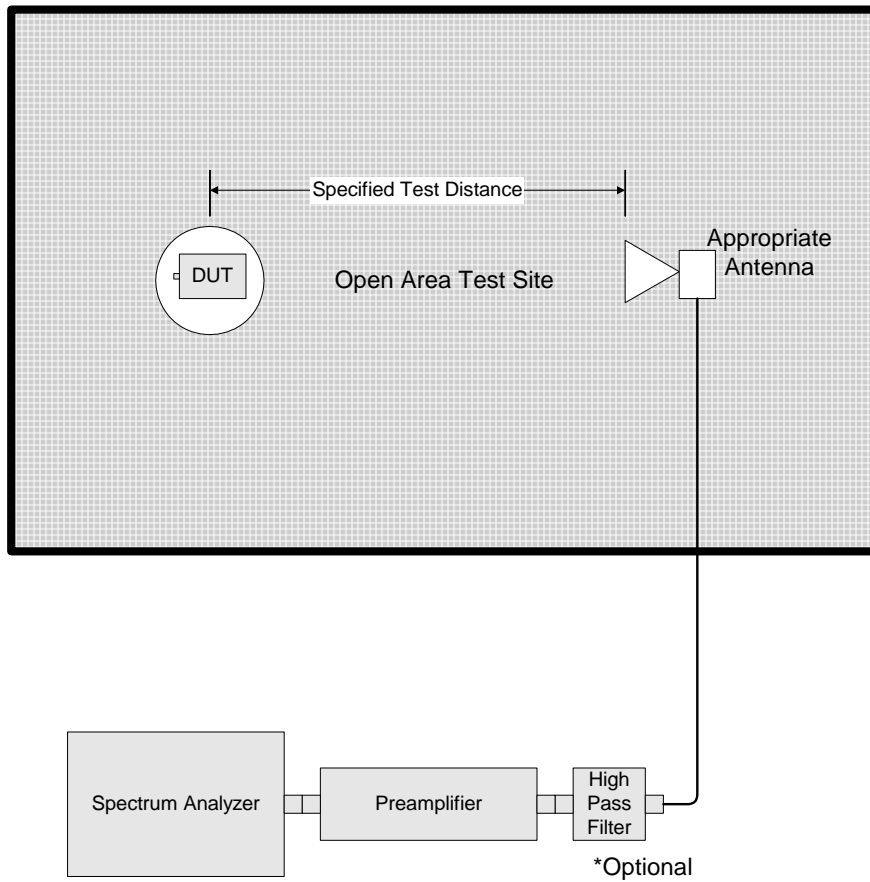 Specified Test Distance
DUT
Open Area Test Site
Appropriate
Antenna
Spectrum Analyzer
Preamplifier
High
Pass
Filter
*Optional